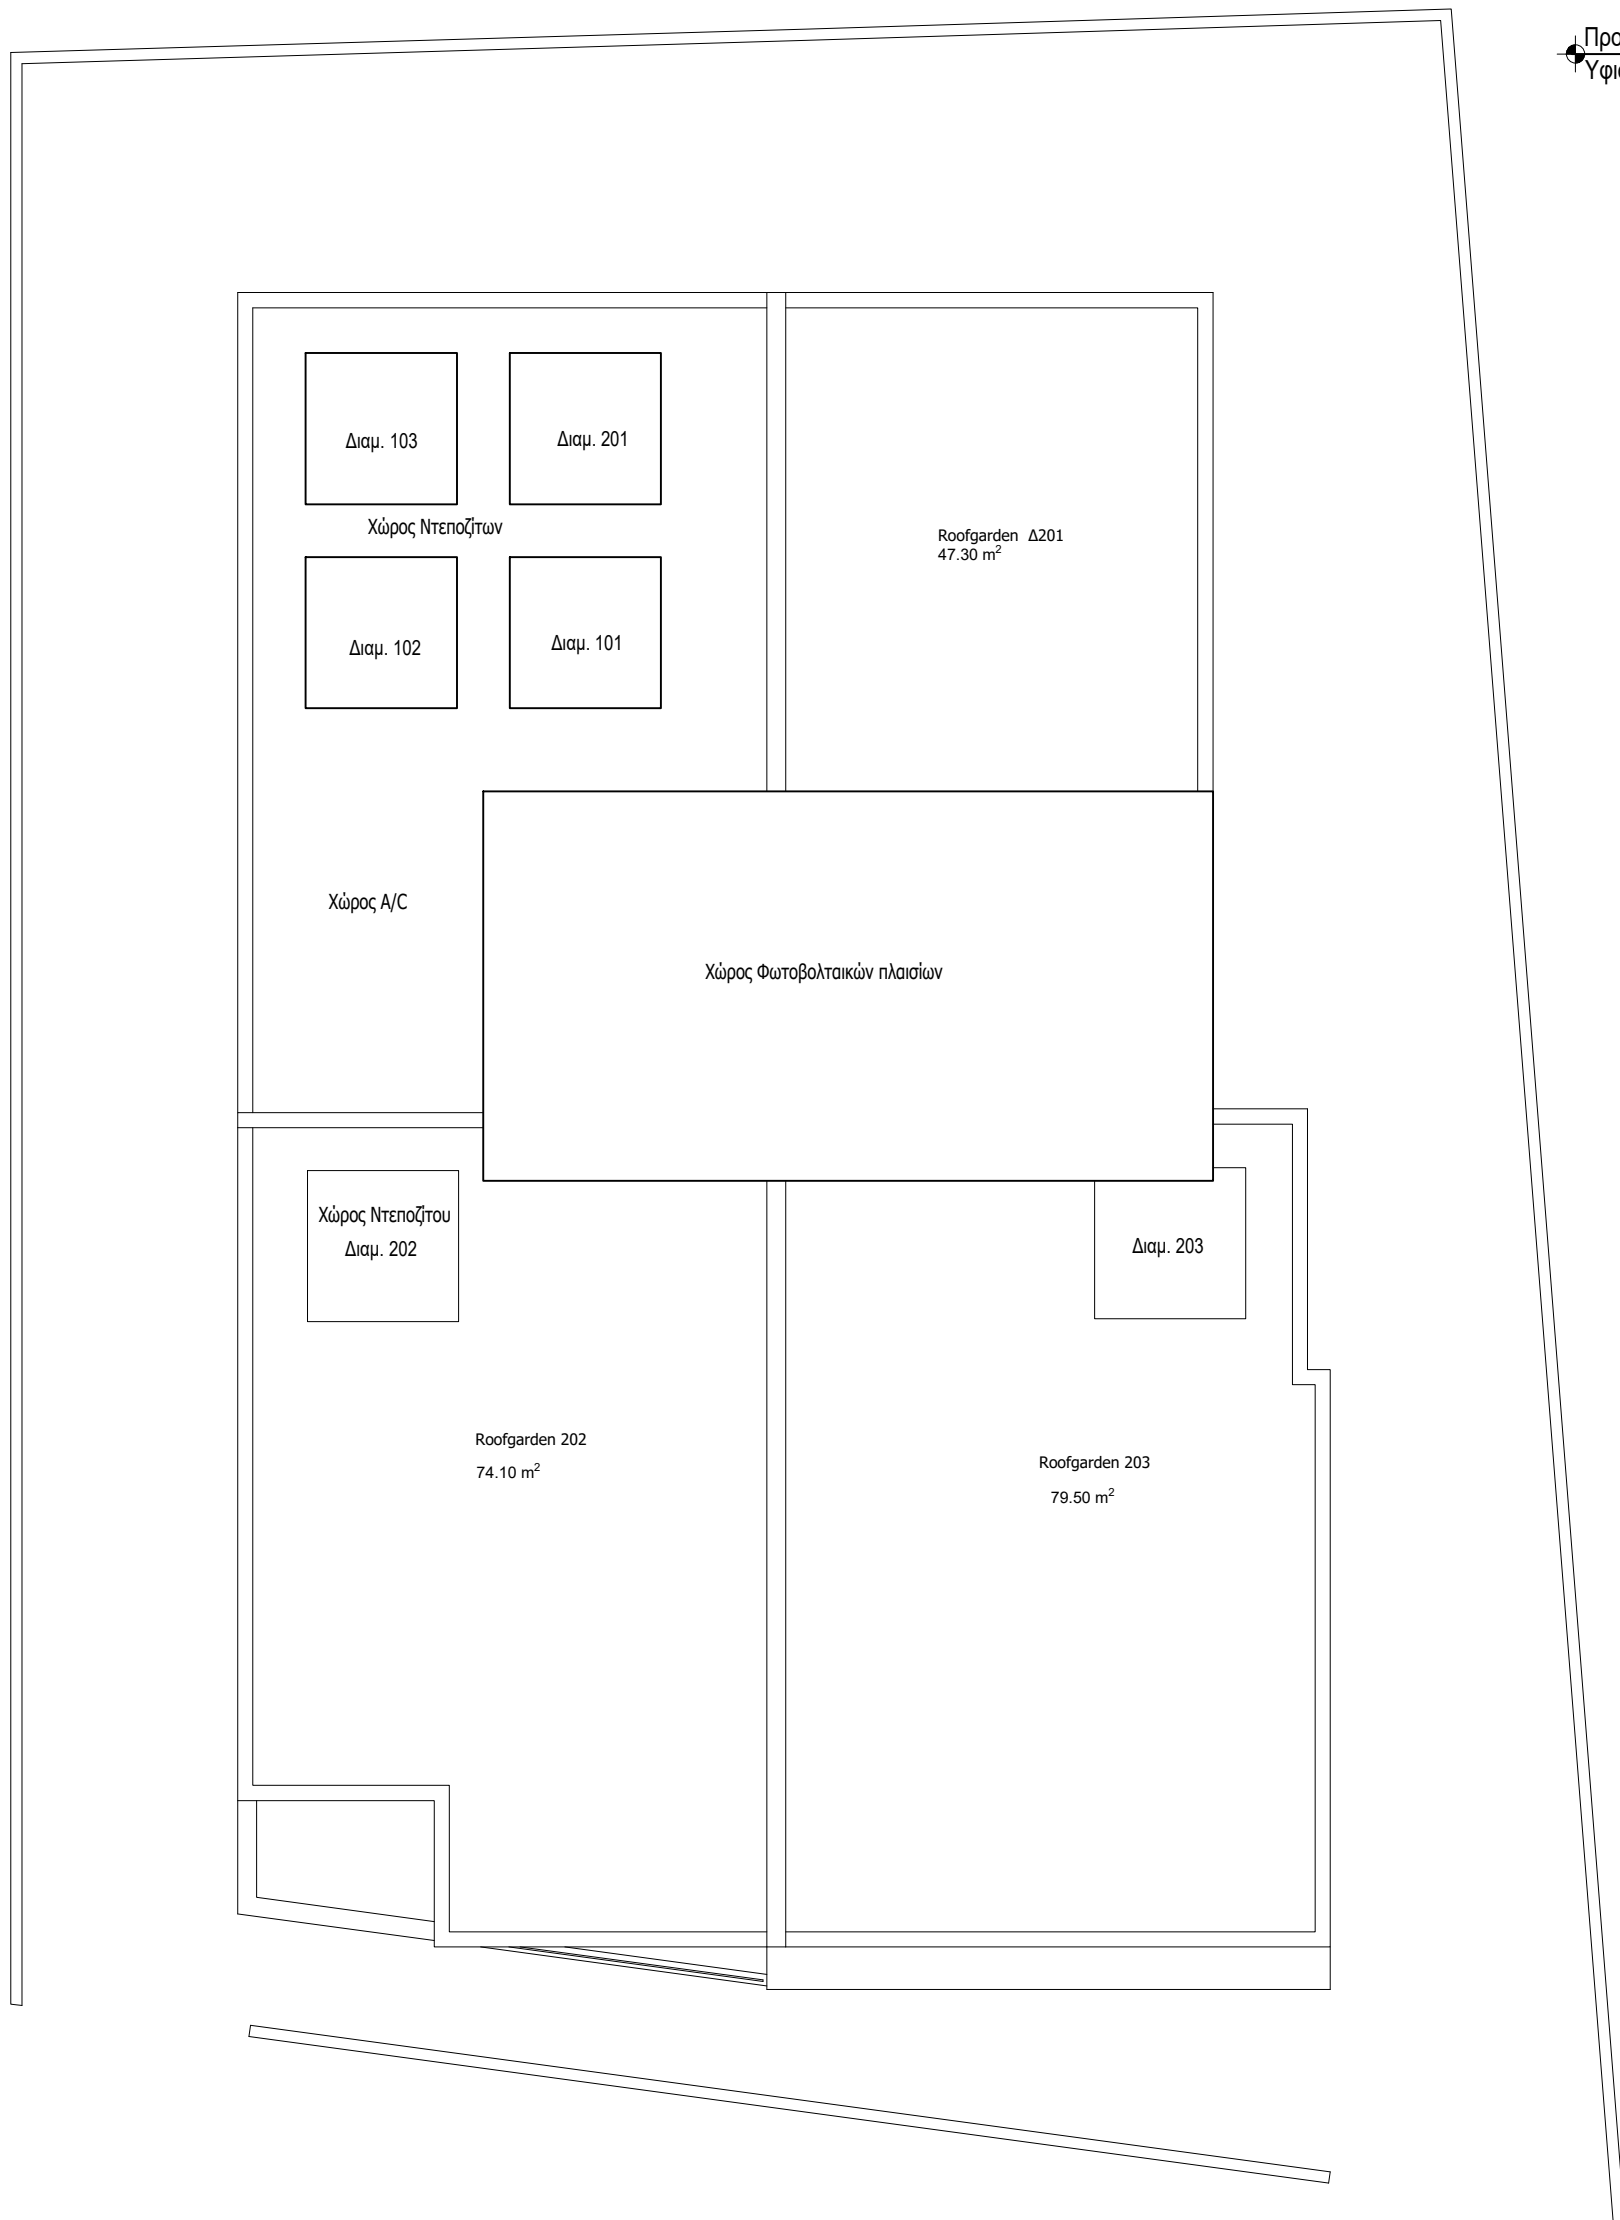 Διαμ. 103
Διαμ. 201
Χώρος Ντεποζίτων
Διαμ. 102
Διαμ. 101
Roofgarden Δ201
47.30 m²
Χώρος A/C
Χώρος Φωτοβολταικών πλαισίων
Χώρος Ντεποζίτου
Διαμ. 202
Διαμ. 203
Roofgarden 202
74.10 m²
Roofgarden 203
79.50 m²